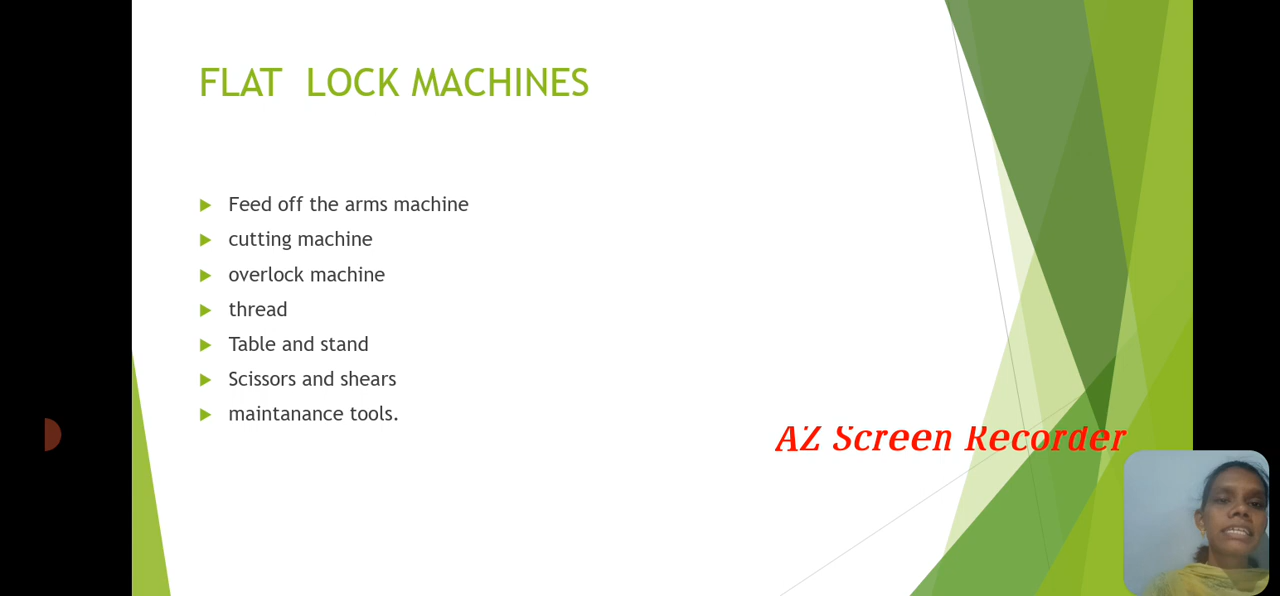 FLAT  LOCK MACHINES
Feed off the arms machine
cutting machine
overlock machine
thread
Table and stand
Scissors and shears
maintanance tools.
AZ Screen Recorder